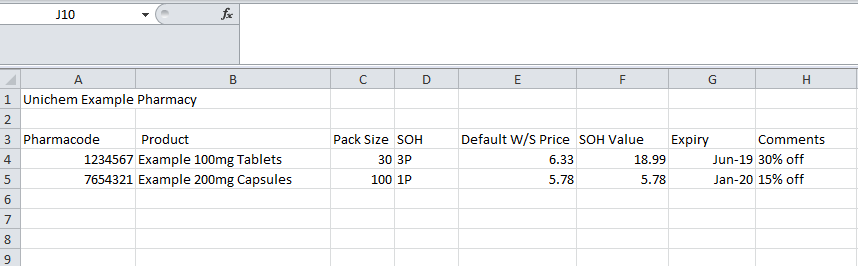 J10 fx
A B C D E F G H
1 Unichem Example Pharmacy
2
3 Pharmacode Product Pack Size SOH Default W/S Price SOH Value Expiry Comments
4 1234567 Example 100mg Tablets 30 3P 6.33 18.99 Jun-19 30% off
5 7654321 Example 200mg Capsules 100 1P 5.78 5.78 Jan-20 15% off
6
7
8
9